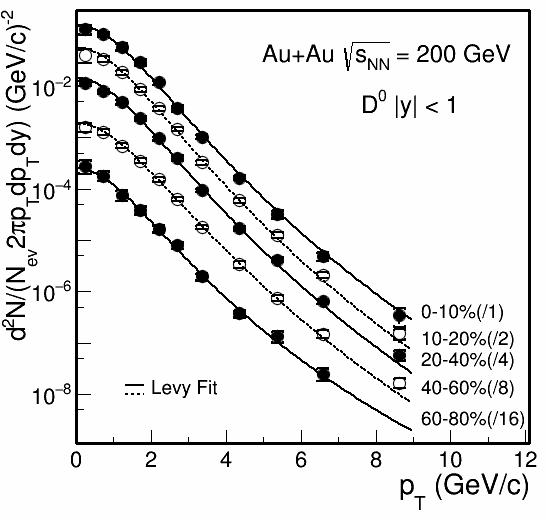 Au+Au √sNN = 200 GeV
D⁰ |y| < 1
d²N/(Nev2πpTdpTdy) (GeV/c)⁻²
10⁻²
10⁻⁴
10⁻⁶
10⁻⁸
0-10%(/1)
10-20%(/2)
20-40%(/4)
40-60%(/8)
60-80%(/16)
Levy Fit
0 2 4 6 8 10 12
pT (GeV/c)